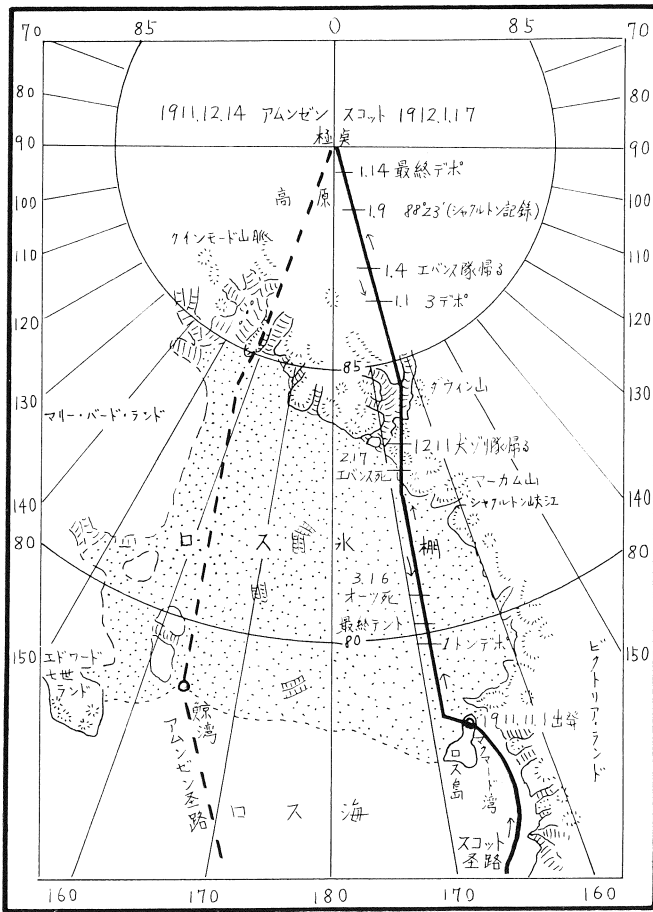 70 85 0 85 70
80 80
1911.12.14 アムンゼン スコット 1912.1.17
極点
90 90
1.14 最終デポ
高原
100 1.9 88°23'(シャクルトン記録) 100
クインモード山脈
110 110
1.4 エバンス隊帰る
1.1 3デポ
120 120
85
130 ダウィン山 130
マリー・バード・ランド
12.11 犬ゾリ隊帰る
2.17
エバンス死
マーカム山
140 シャクルトン峡江 140
80 ロス氷棚 80
3.16
オーツ死
最終テント
80
1トンデポ
150 150
エドワード
七世
ランド
ビクトリア・ランド
鯨湾
アムンゼン圣路
1911.11.1出発
マクマード湾
ロス島
ロス海
スコット
圣路
160 170 180 170 160